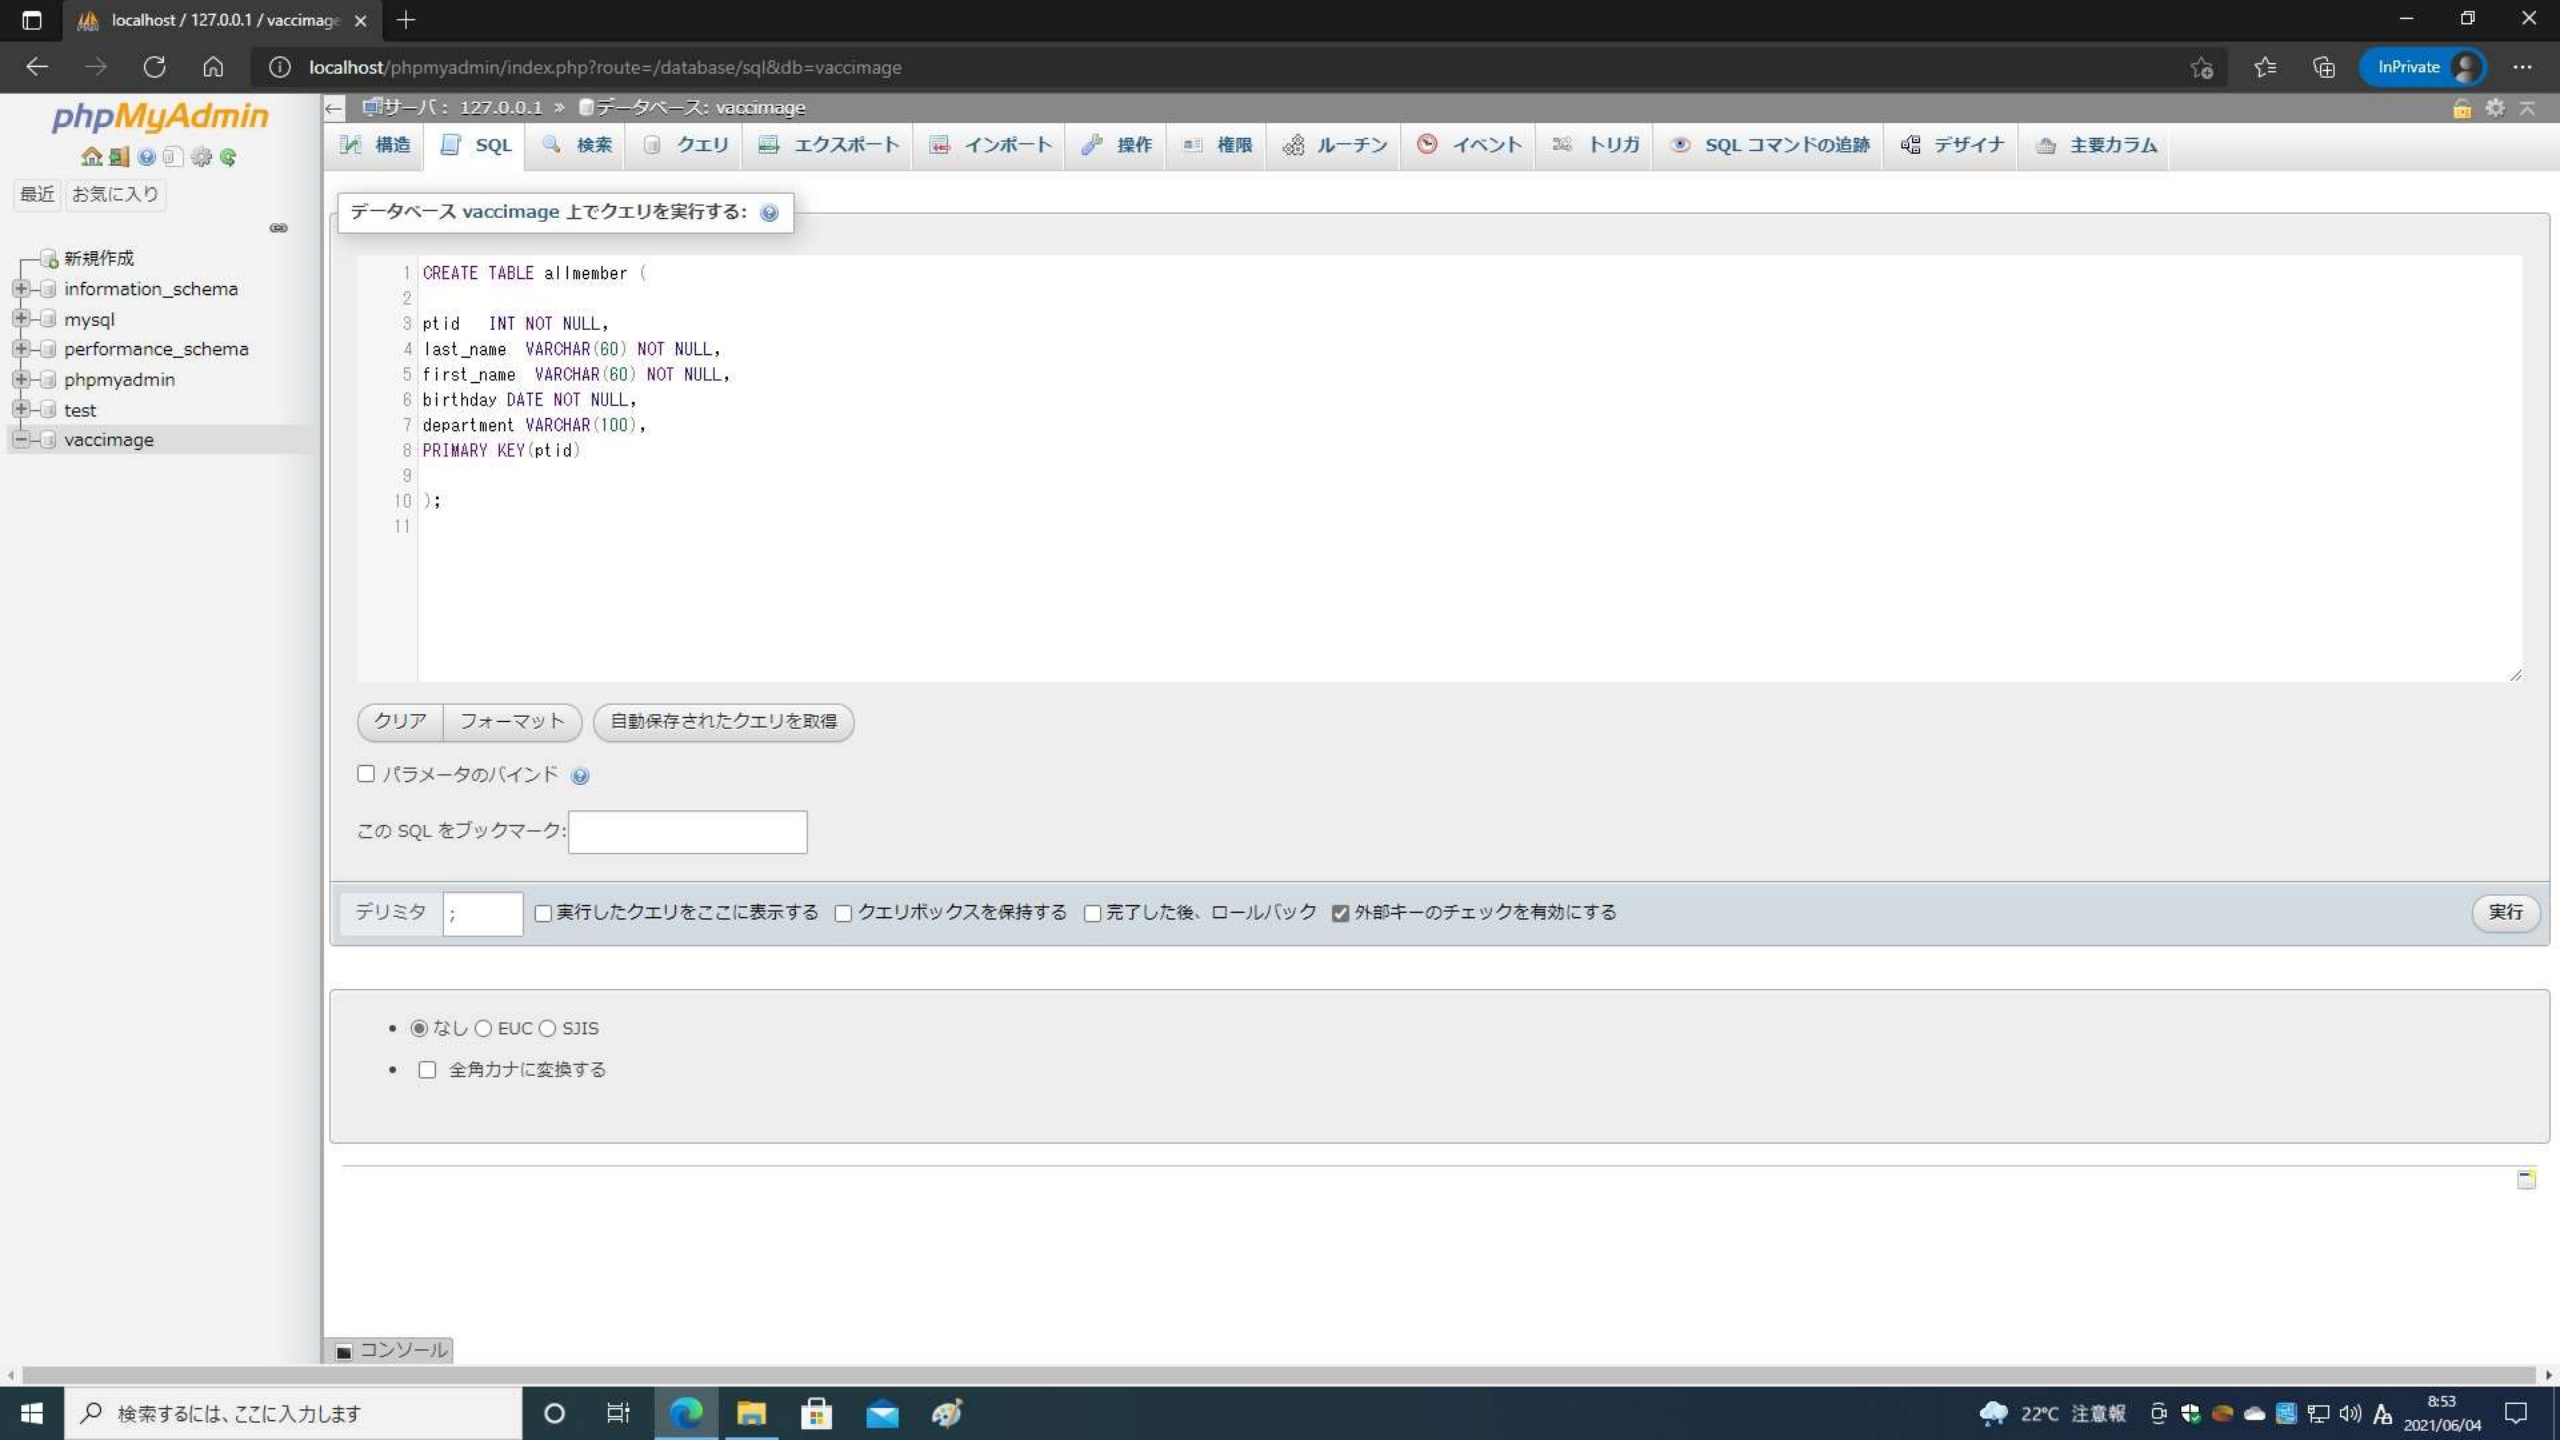 localhost / 127.0.0.1 / vaccimage
localhost/phpmyadmin/index.php?route=/database/sql&db=vaccimage
InPrivate
phpMyAdmin
最近 お気に入り
新規作成
information_schema
mysql
performance_schema
phpmyadmin
test
vaccimage
サーバ: 127.0.0.1 » データベース: vaccimage
構造 SQL 検索 クエリ エクスポート インポート 操作 権限 ルーチン イベント トリガ SQL コマンドの追跡 デザイナ 主要カラム
データベース vaccimage 上でクエリを実行する:
1 CREATE TABLE allmember (
2
3 ptid INT NOT NULL,
4 last_name VARCHAR(60) NOT NULL,
5 first_name VARCHAR(60) NOT NULL,
6 birthday DATE NOT NULL,
7 department VARCHAR(100),
8 PRIMARY KEY(ptid)
9
10 );
11
クリア フォーマット 自動保存されたクエリを取得
パラメータのバインド
この SQL をブックマーク:
デリミタ ; 実行したクエリをここに表示する クエリボックスを保持する 完了した後、ロールバック 外部キーのチェックを有効にする 実行
なし EUC SJIS
全角カナに変換する
コンソール
検索するには、ここに入力します
22℃ 注意報
8:53
2021/06/04